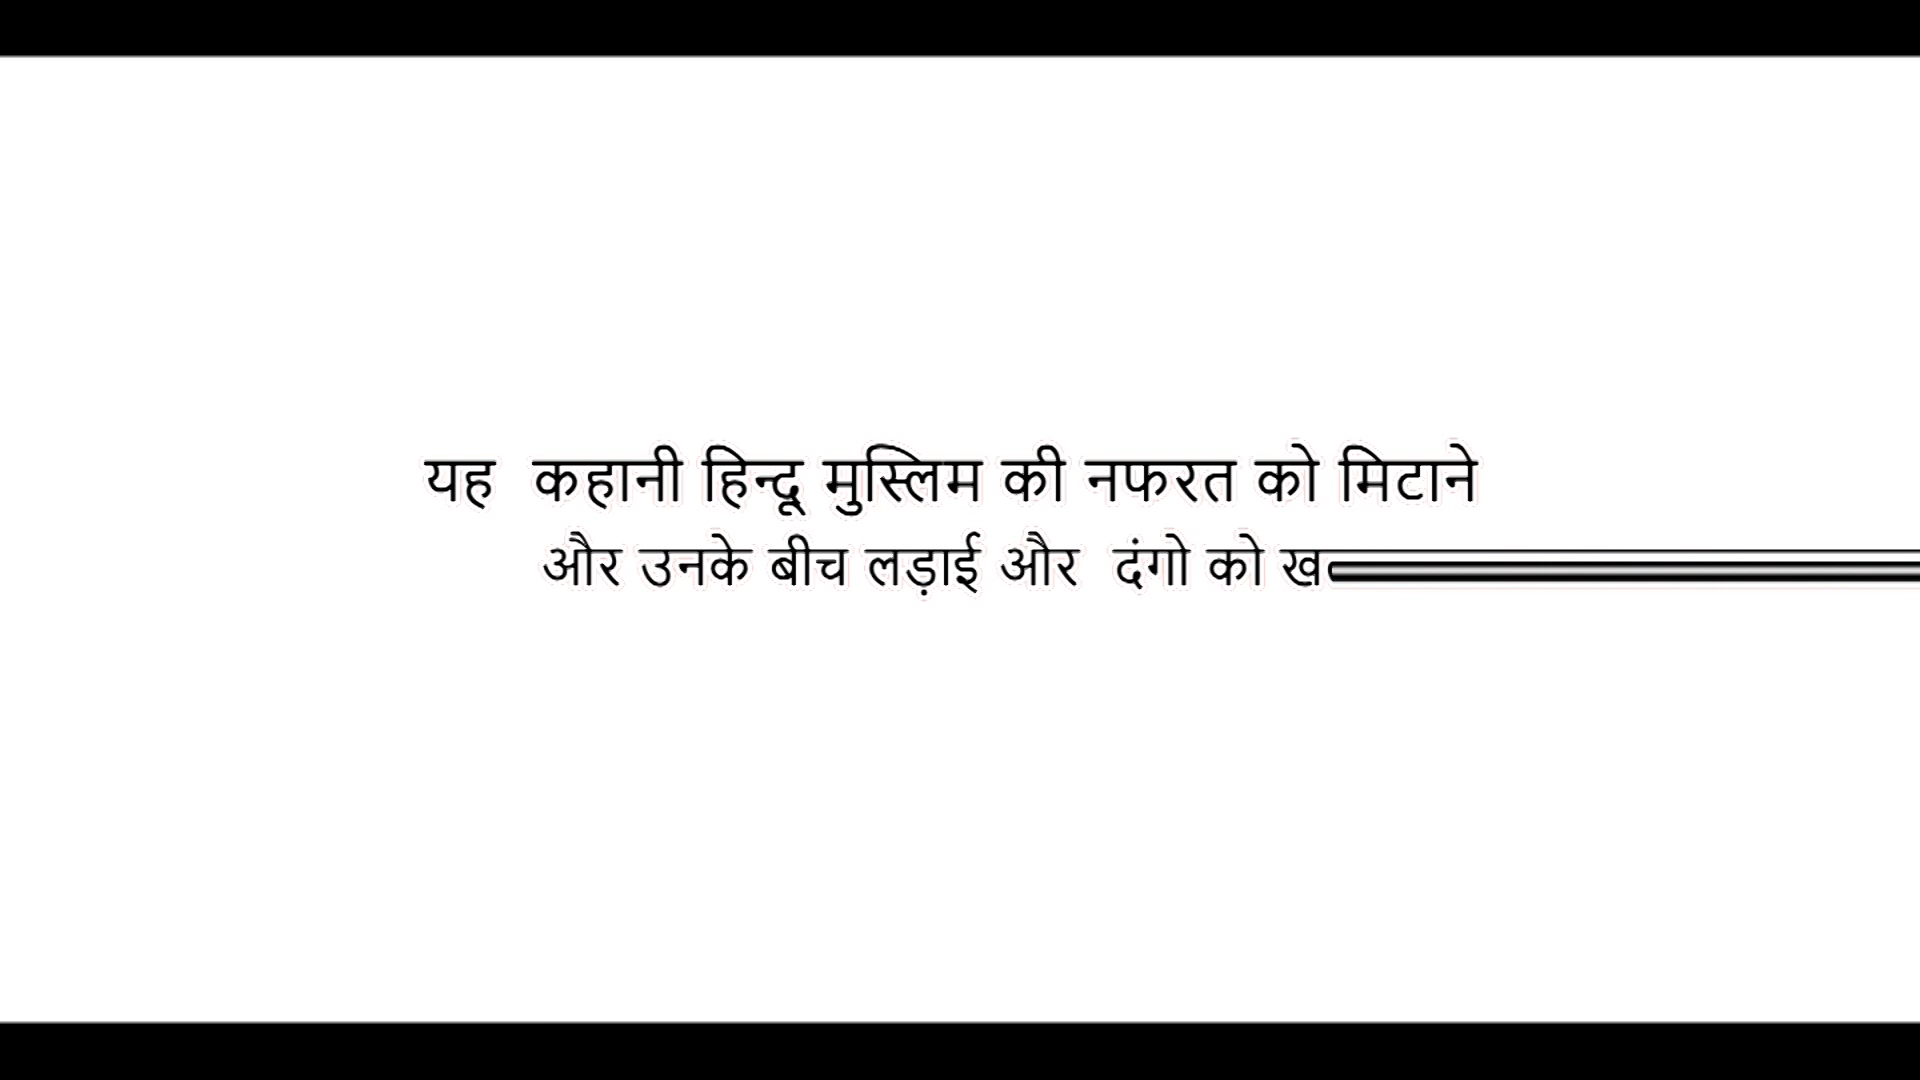 यह कहानी हिन्दू मुस्लिम की नफरत को मिटाने
और उनके बीच लड़ाई और दंगो को ख